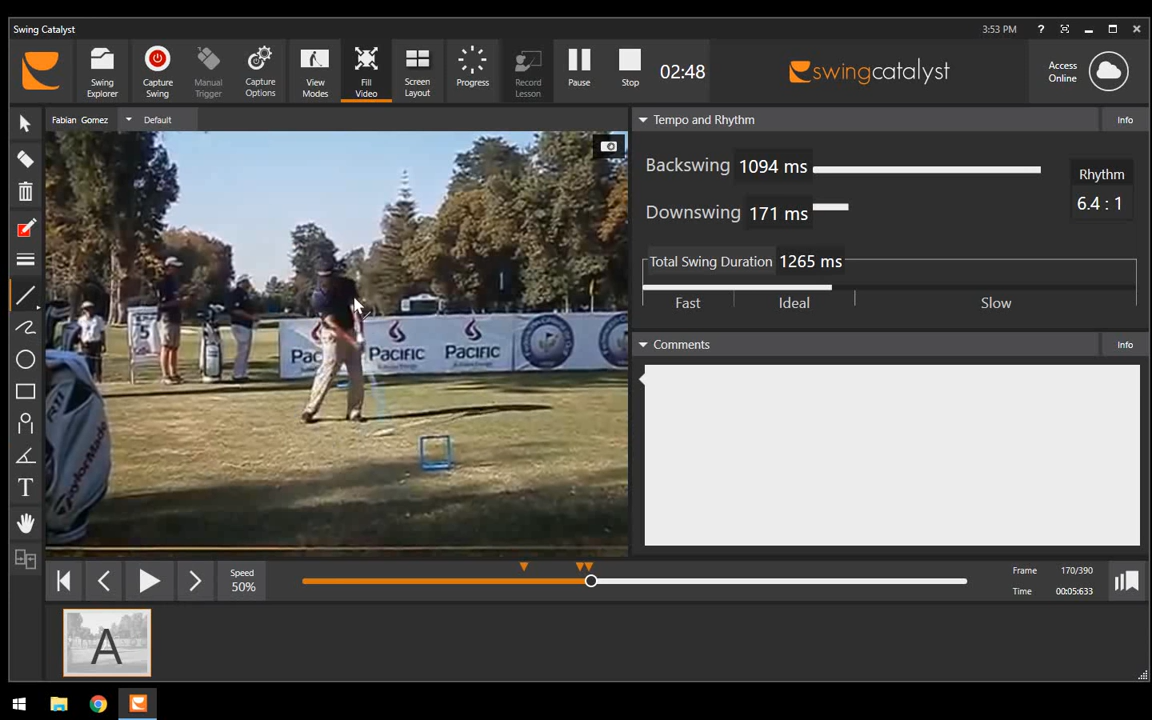 Swing Catalyst
3:53 PM
?
Swing
Explorer
Capture
Swing
Manual
Trigger
Capture
Options
View
Modes
Fill
Video
Screen
Layout
Progress
Record
Lesson
Pause
Stop
02:48
swingcatalyst
Access
Online
Fabian Gomez
Default
Tempo and Rhythm
Info
Backswing 1094 ms
Rhythm
6.4 : 1
Downswing 171 ms
Total Swing Duration 1265 ms
Fast
Ideal
Slow
Comments
Info
5
PACIFIC
PACIFIC
TaylorMade
T
Speed
50%
Frame 170/390
Time 00:05:633
A